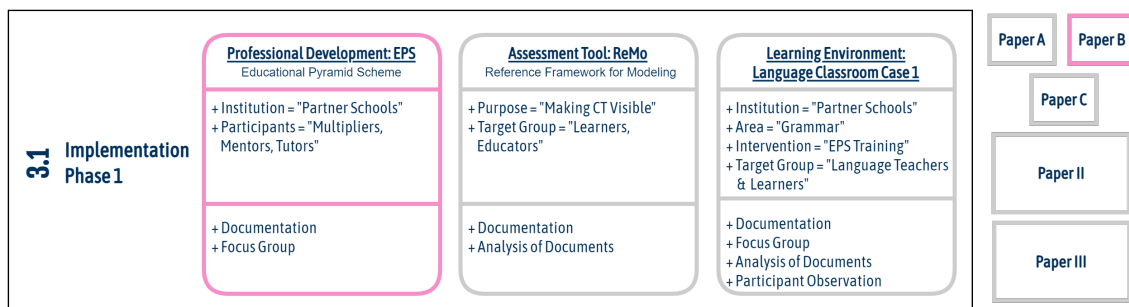 3.1
Implementation
Phase 1
Professional Development: EPS
Educational Pyramid Scheme
+ Institution = "Partner Schools"
+ Participants = "Multipliers,
Mentors, Tutors"
+ Documentation
+ Focus Group
Assessment Tool: ReMo
Reference Framework for Modeling
+ Purpose = "Making CT Visible"
+ Target Group = "Learners,
Educators"
+ Documentation
+ Analysis of Documents
Learning Environment:
Language Classroom Case 1
+ Institution = "Partner Schools"
+ Area = "Grammar"
+ Intervention = "EPS Training"
+ Target Group = "Language Teachers
& Learners"
+ Documentation
+ Focus Group
+ Analysis of Documents
+ Participant Observation
Paper A
Paper B
Paper C
Paper II
Paper III